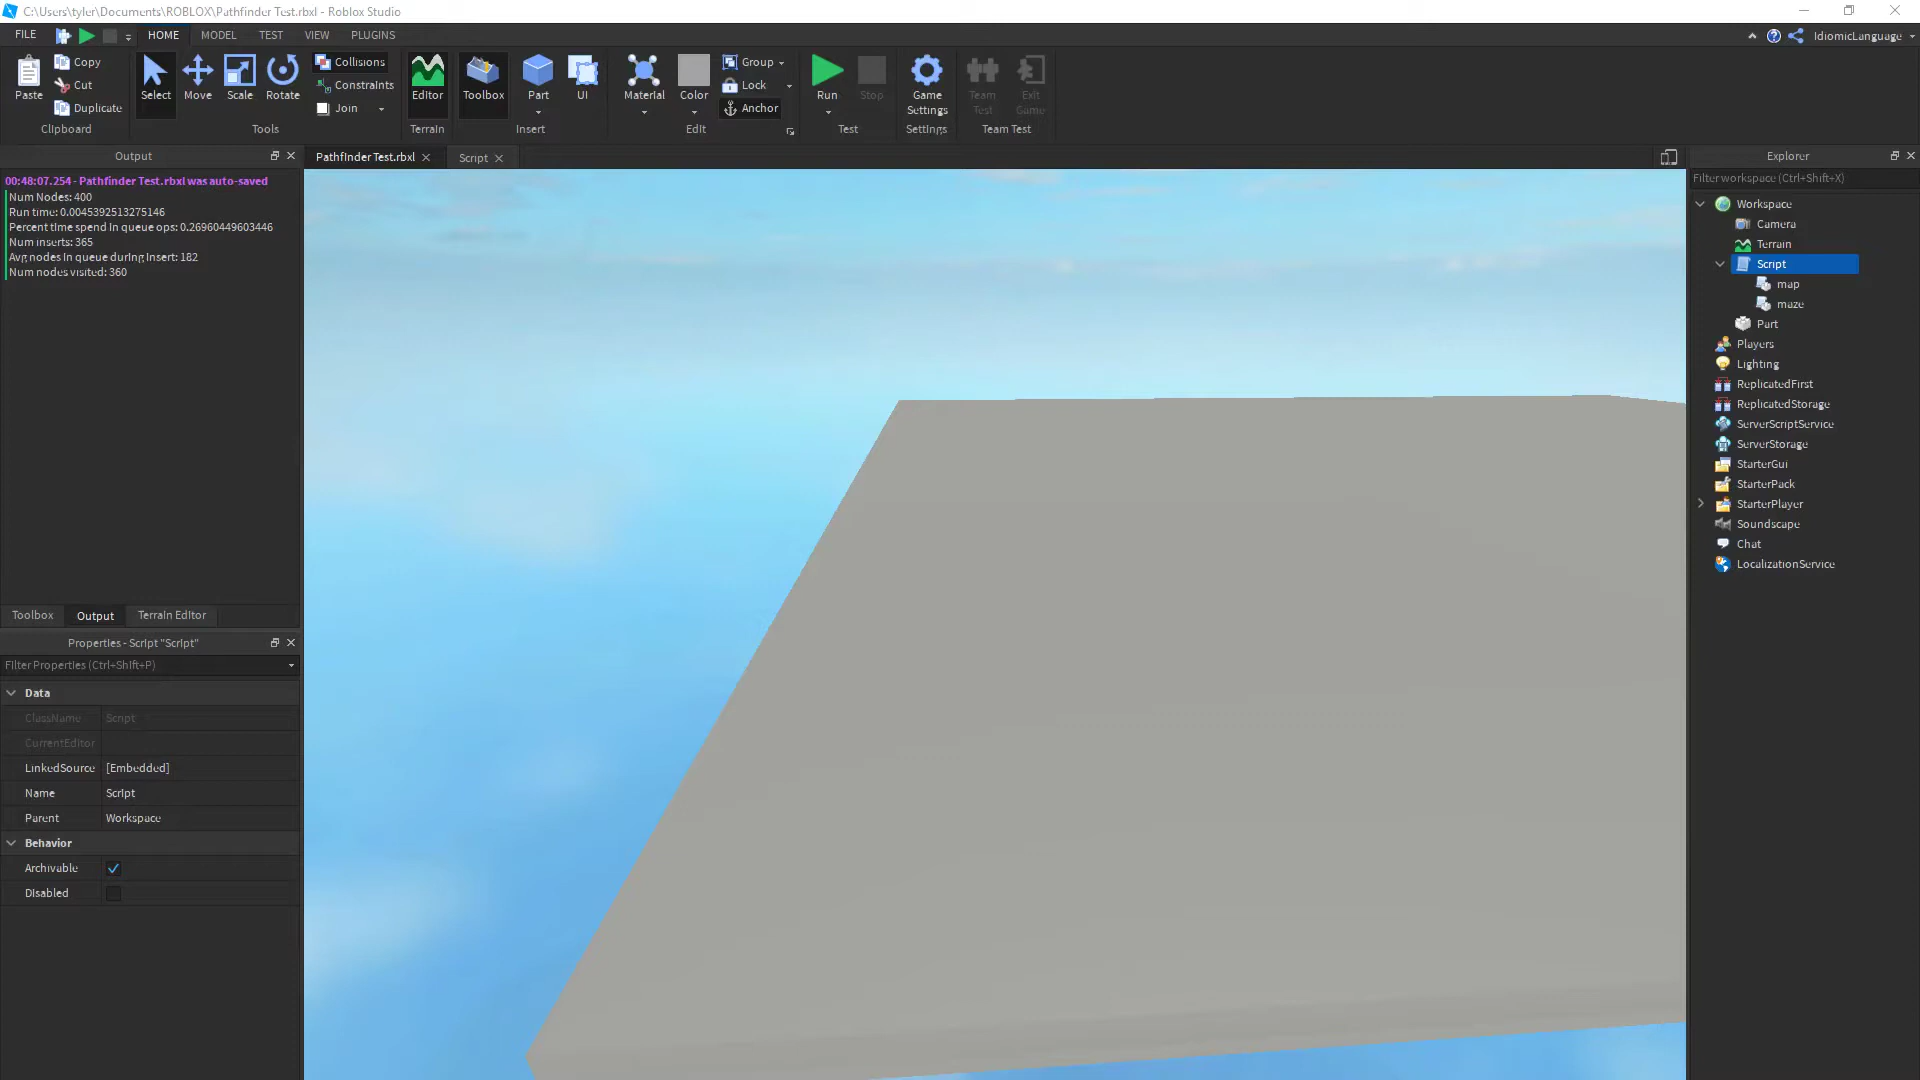 C:\Users\tyler\Documents\ROBLOX\Pathfinder Test.rbxl - Roblox Studio
FILE HOME MODEL TEST VIEW PLUGINS IdiomicLanguage
Paste Copy Cut Duplicate
Clipboard
Select Move Scale Rotate Collisions Constraints Join
Tools
Editor
Terrain
Toolbox Part UI
Insert
Material Color Group Lock Anchor
Edit
Run Stop
Test
Game Settings
Settings
Team Test Exit Game
Team Test
Output
00:48:07.254 - Pathfinder Test.rbxl was auto-saved
Num Nodes: 400
Run time: 0.0045392513275146
Percent time spend in queue ops: 0.26960449603446
Num inserts: 365
Avg nodes in queue during insert: 182
Num nodes visited: 360
Toolbox Output Terrain Editor
Properties - Script "Script"
Filter Properties (Ctrl+Shift+P)
Data
ClassName Script
CurrentEditor
LinkedSource [Embedded]
Name Script
Parent Workspace
Behavior
Archivable
Disabled
Pathfinder Test.rbxl Script
Explorer
Filter workspace (Ctrl+Shift+X)
Workspace
Camera
Terrain
Script
map
maze
Part
Players
Lighting
ReplicatedFirst
ReplicatedStorage
ServerScriptService
ServerStorage
StarterGui
StarterPack
StarterPlayer
Soundscape
Chat
LocalizationService